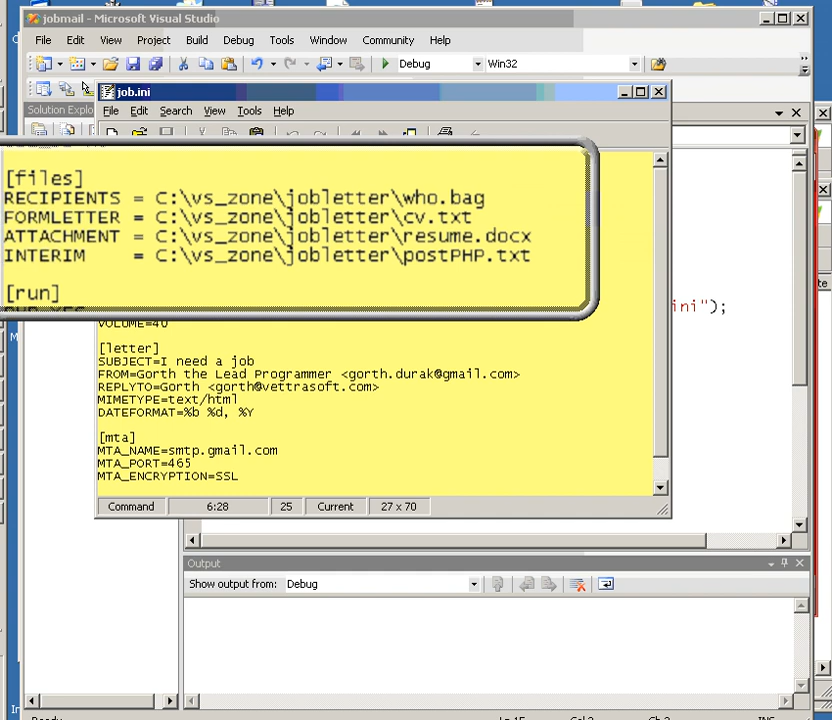 jobmail - Microsoft Visual Studio
File Edit View Project Build Debug Tools Window Community Help
Debug Win32
job.ini
Solution Explo
File Edit Search View Tools Help
[files]
RECIPIENTS = C:\vs_zone\jobletter\who.bag
FORMLETTER = C:\vs_zone\jobletter\cv.txt
ATTACHMENT = C:\vs_zone\jobletter\resume.docx
INTERIM = C:\vs_zone\jobletter\postPHP.txt
[run]
ini");
VOLUME=40
[letter]
SUBJECT=I need a job
FROM=Gorth the Lead Programmer <gorth.durak@gmail.com>
REPLYTO=Gorth <gorth@vettrasoft.com>
MIMETYPE=text/html
DATEFORMAT=%b %d, %Y
[mta]
MTA_NAME=smtp.gmail.com
MTA_PORT=465
MTA_ENCRYPTION=SSL
Command 6:28 25 Current 27 x 70
Output
Show output from: Debug